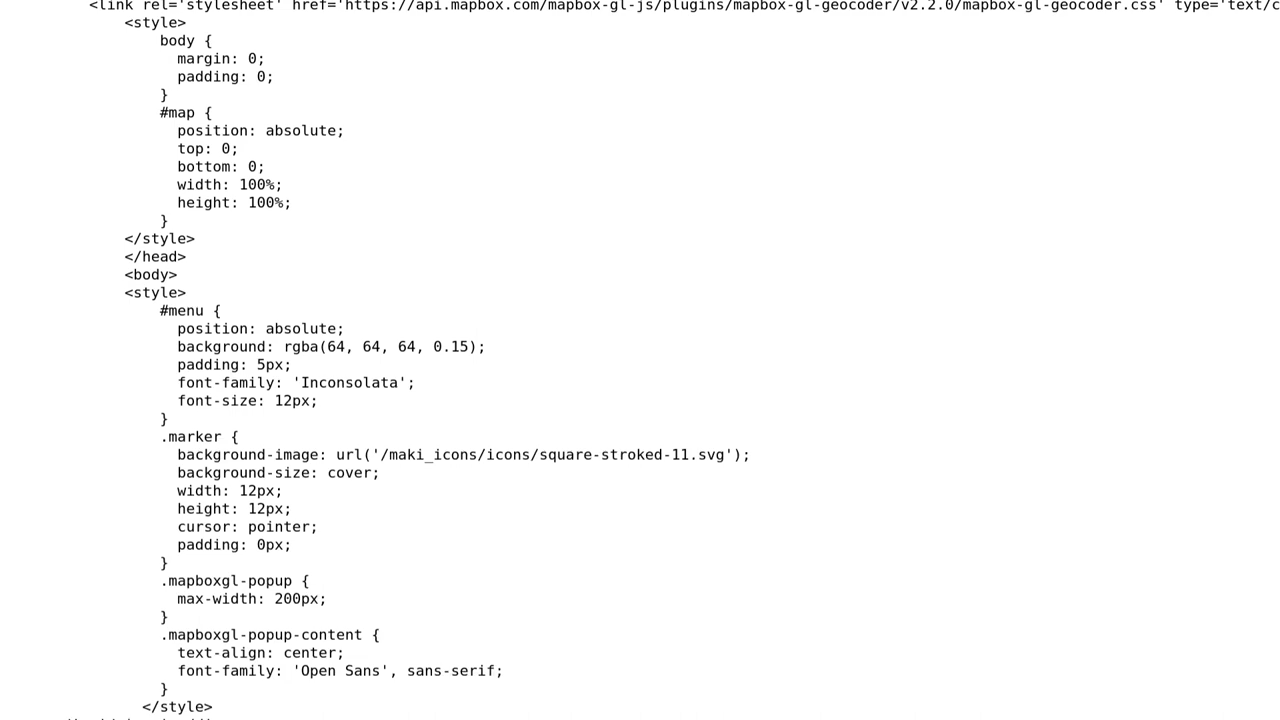 <link rel='stylesheet' href='https://api.mapbox.com/mapbox-gl-js/plugins/mapbox-gl-geocoder/v2.2.0/mapbox-gl-geocoder.css' type='text/c
<style>
body {
margin: 0;
padding: 0;
}
#map {
position: absolute;
top: 0;
bottom: 0;
width: 100%;
height: 100%;
}
</style>
</head>
<body>
<style>
#menu {
position: absolute;
background: rgba(64, 64, 64, 0.15);
padding: 5px;
font-family: 'Inconsolata';
font-size: 12px;
}
.marker {
background-image: url('/maki_icons/icons/square-stroked-11.svg');
background-size: cover;
width: 12px;
height: 12px;
cursor: pointer;
padding: 0px;
}
.mapboxgl-popup {
max-width: 200px;
}
.mapboxgl-popup-content {
text-align: center;
font-family: 'Open Sans', sans-serif;
}
</style>